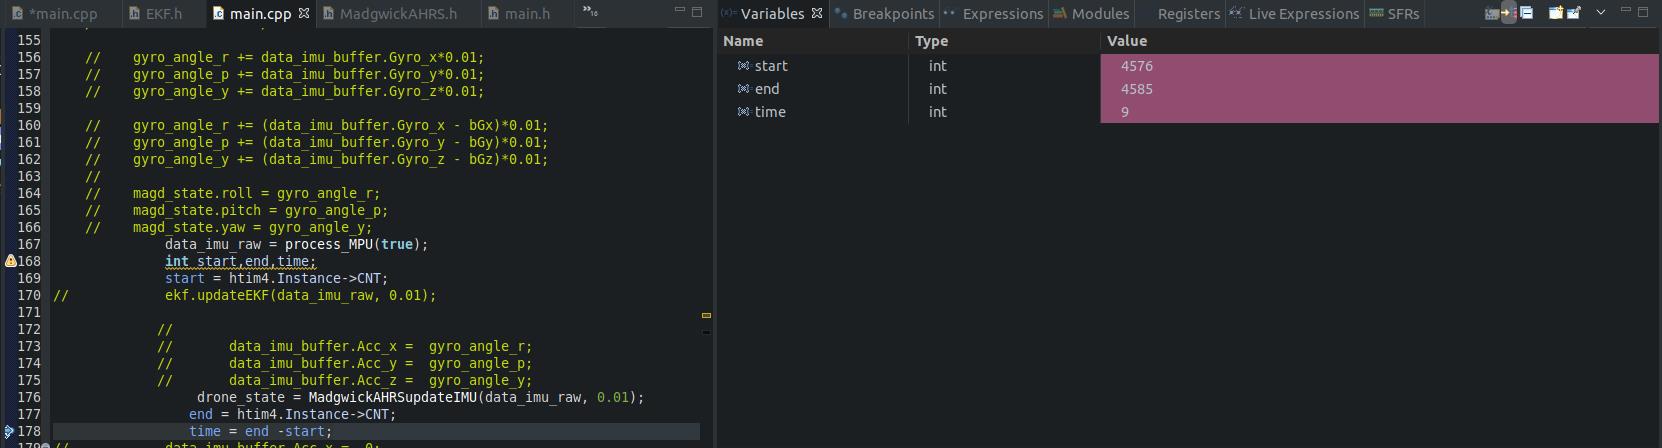 *main.cpp EKF.h main.cpp MadgwickAHRS.h main.h »16
155
156 // gyro_angle_r += data_imu_buffer.Gyro_x*0.01;
157 // gyro_angle_p += data_imu_buffer.Gyro_y*0.01;
158 // gyro_angle_y += data_imu_buffer.Gyro_z*0.01;
159
160 // gyro_angle_r += (data_imu_buffer.Gyro_x - bGx)*0.01;
161 // gyro_angle_p += (data_imu_buffer.Gyro_y - bGy)*0.01;
162 // gyro_angle_y += (data_imu_buffer.Gyro_z - bGz)*0.01;
163 //
164 // magd_state.roll = gyro_angle_r;
165 // magd_state.pitch = gyro_angle_p;
166 // magd_state.yaw = gyro_angle_y;
167 data_imu_raw = process_MPU(true);
168 int start,end,time;
169 start = htim4.Instance->CNT;
170 // ekf.updateEKF(data_imu_raw, 0.01);
171
172 //
173 // data_imu_buffer.Acc_x = gyro_angle_r;
174 // data_imu_buffer.Acc_y = gyro_angle_p;
175 // data_imu_buffer.Acc_z = gyro_angle_y;
176 drone_state = MadgwickAHRSupdateIMU(data_imu_raw, 0.01);
177 end = htim4.Instance->CNT;
178 time = end -start;
179 // data_imu_buffer.Acc_x = 0;
(x)= Variables Breakpoints Expressions Modules Registers Live Expressions SFRs
Name Type Value
start int 4576
end int 4585
time int 9